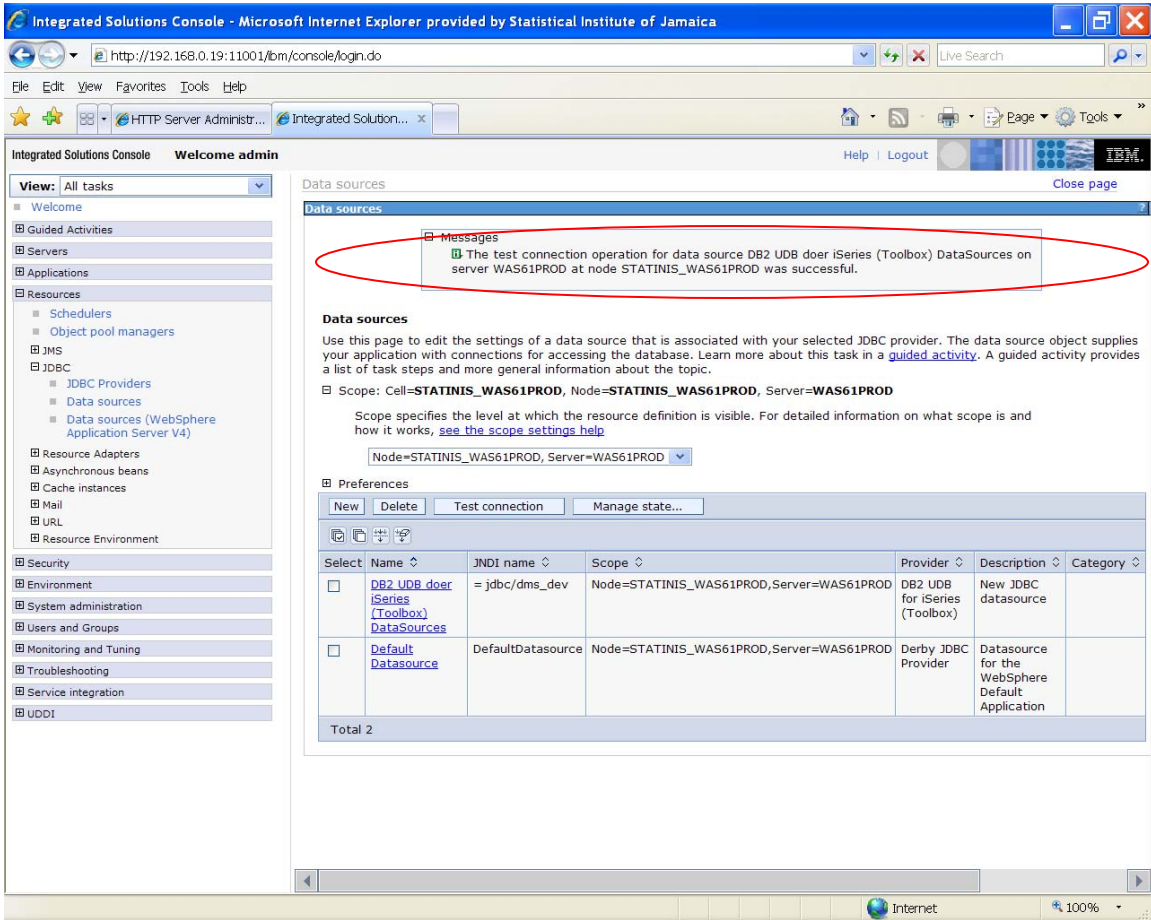 Integrated Solutions Console - Microsoft Internet Explorer provided by Statistical Institute of Jamaica
http://192.168.0.19:11001/ibm/console/login.do
Live Search
File Edit View Favorites Tools Help
HTTP Server Administr... Integrated Solution... x
Page Tools »
Integrated Solutions Console Welcome admin
Help | Logout
IBM.
View: All tasks
Welcome
Guided Activities
Servers
Applications
Resources
Schedulers
Object pool managers
JMS
JDBC
JDBC Providers
Data sources
Data sources (WebSphere
Application Server V4)
Resource Adapters
Asynchronous beans
Cache instances
Mail
URL
Resource Environment
Security
Environment
System administration
Users and Groups
Monitoring and Tuning
Troubleshooting
Service integration
UDDI
Data sources
Close page
Data sources ?
Messages
The test connection operation for data source DB2 UDB doer iSeries (Toolbox) DataSources on
server WAS61PROD at node STATINIS_WAS61PROD was successful.
Data sources
Use this page to edit the settings of a data source that is associated with your selected JDBC provider. The data source object supplies
your application with connections for accessing the database. Learn more about this task in a guided activity. A guided activity provides
a list of task steps and more general information about the topic.
Scope: Cell=STATINIS_WAS61PROD, Node=STATINIS_WAS61PROD, Server=WAS61PROD
Scope specifies the level at which the resource definition is visible. For detailed information on what scope is and
how it works, see the scope settings help
Node=STATINIS_WAS61PROD, Server=WAS61PROD
Preferences
New Delete Test connection Manage state...
Select Name JNDI name Scope Provider Description Category
DB2 UDB doer = jdbc/dms_dev Node=STATINIS_WAS61PROD,Server=WAS61PROD DB2 UDB New JDBC
iSeries for iSeries datasource
(Toolbox) (Toolbox)
DataSources
Default DefaultDatasource Node=STATINIS_WAS61PROD,Server=WAS61PROD Derby JDBC Datasource
Datasource Provider for the
WebSphere
Default
Application
Total 2
Internet
100%